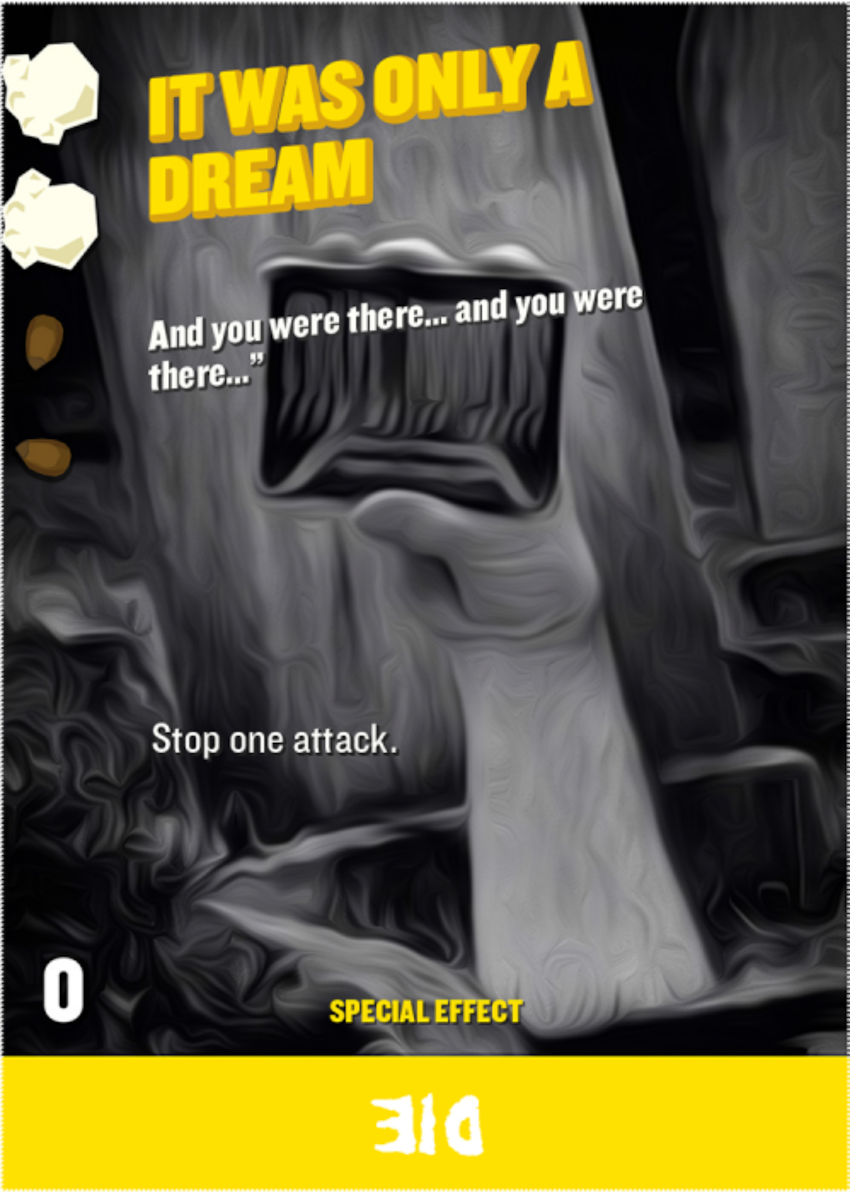 IT WAS ONLY A
DREAM
And you were there... and you were
there...”
Stop one attack.
0
SPECIAL EFFECT
DIE